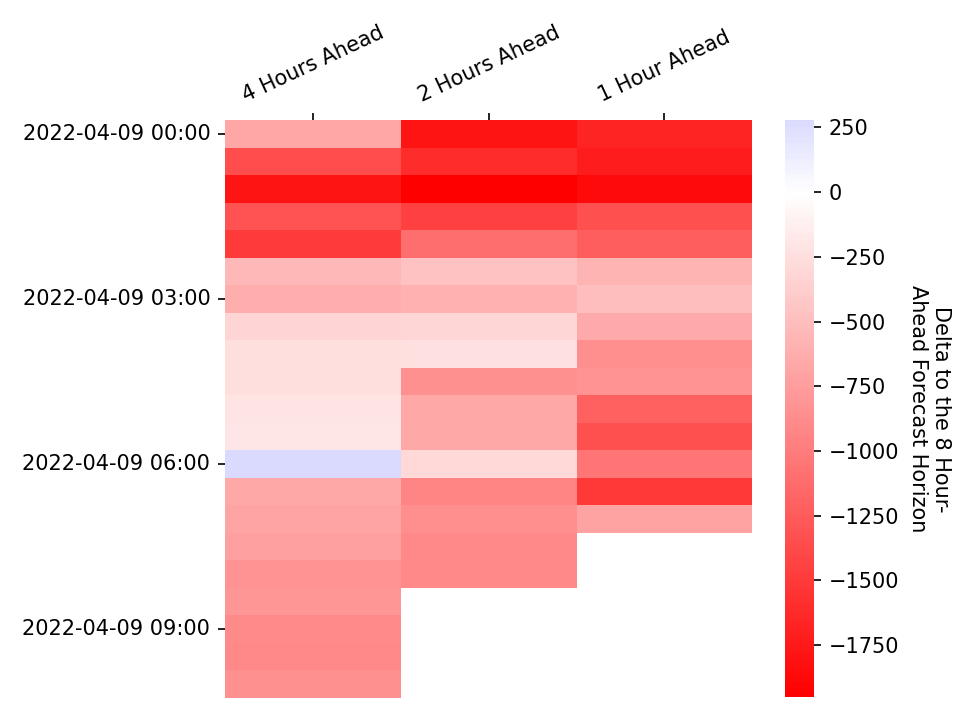 4 Hours Ahead
2 Hours Ahead
1 Hour Ahead
2022-04-09 00:00
2022-04-09 03:00
2022-04-09 06:00
2022-04-09 09:00
250
0
−250
−500
−750
−1000
−1250
−1500
−1750
Delta to the 8 Hour-
Ahead Forecast Horizon